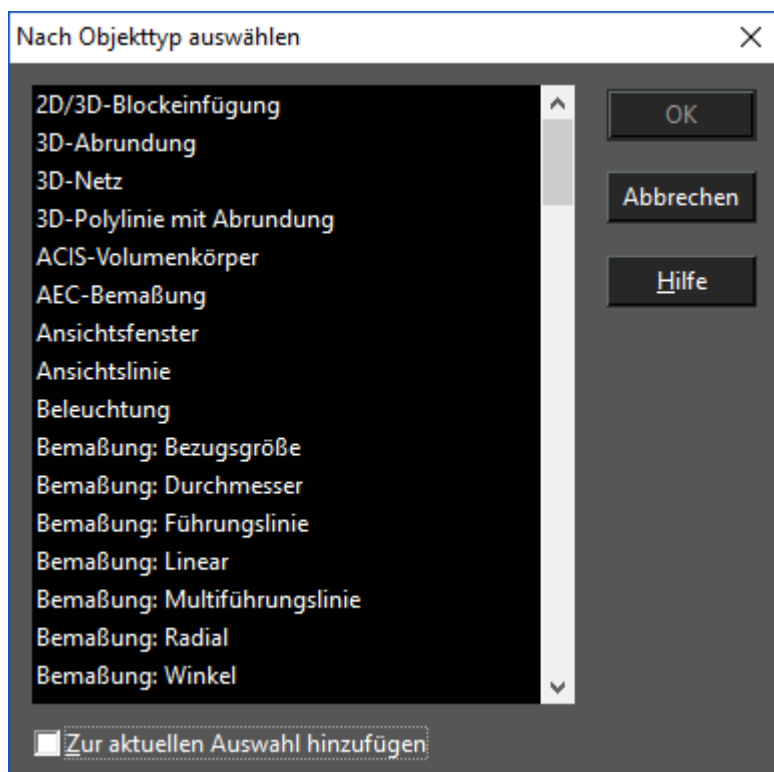 Nach Objekttyp auswählen
2D/3D-Blockeinfügung
3D-Abrundung
3D-Netz
3D-Polylinie mit Abrundung
ACIS-Volumenkörper
AEC-Bemaßung
Ansichtsfenster
Ansichtslinie
Beleuchtung
Bemaßung: Bezugsgröße
Bemaßung: Durchmesser
Bemaßung: Führungslinie
Bemaßung: Linear
Bemaßung: Multiführungslinie
Bemaßung: Radial
Bemaßung: Winkel
OK
Abbrechen
Hilfe
Zur aktuellen Auswahl hinzufügen